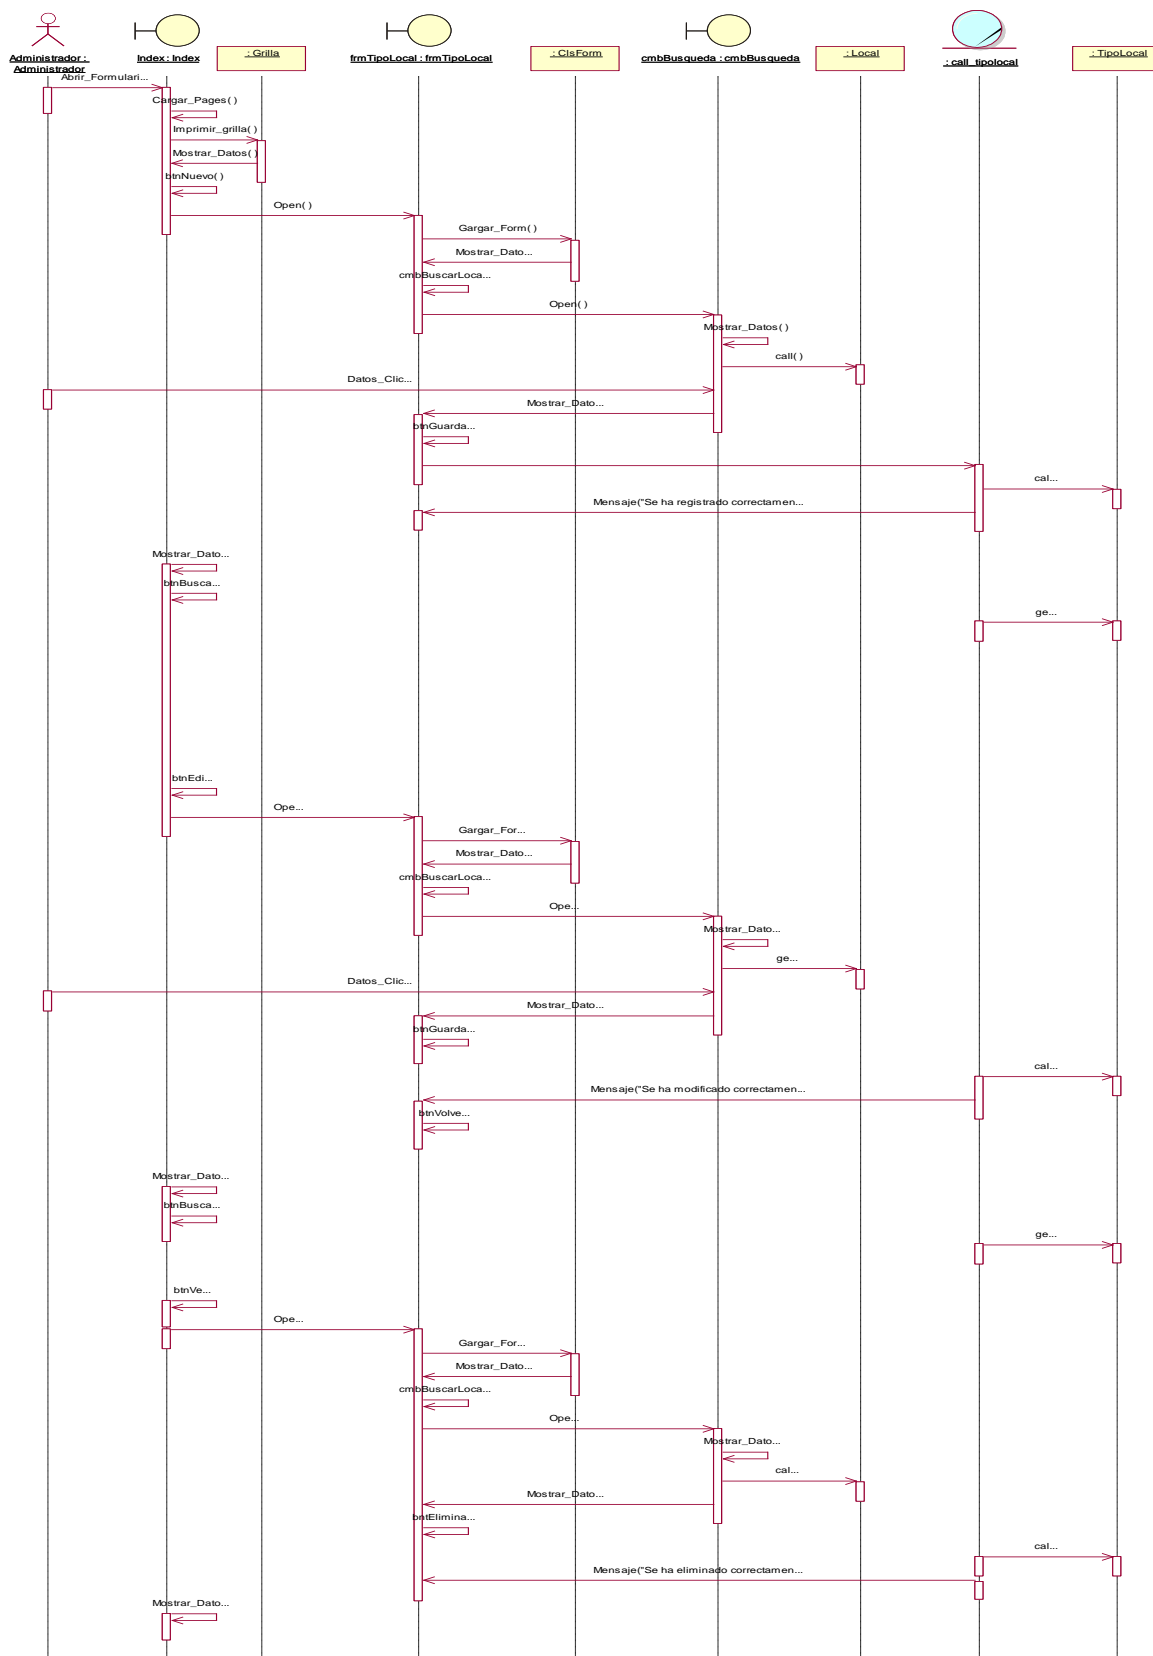 Administrador :
Administrador
Index : Index
: Grilla
frmTipoLocal : frmTipoLocal
: ClsForm
cmbBusqueda : cmbBusqueda
: Local
: call_tipolocal
: TipoLocal
Abrir_Formulari...
Cargar_Pages( )
Imprimir_grilla( )
Mostrar_Datos( )
btnNuevo( )
Open( )
Gargar_Form( )
Mostrar_Dato...
cmbBuscarLoca...
Open( )
Mostrar_Datos( )
call( )
Datos_Clic...
Mostrar_Dato...
btnGuarda...
cal...
Mensaje("Se ha registrado correctamen...
Mostrar_Dato...
btnBusca...
ge...
btnEdi...
Ope...
Gargar_For...
Mostrar_Dato...
cmbBuscarLoca...
Ope...
Mostrar_Dato...
ge...
Datos_Clic...
Mostrar_Dato...
btnGuarda...
cal...
Mensaje("Se ha modificado correctamen...
btnVolve...
Mostrar_Dato...
btnBusca...
ge...
btnVe...
Ope...
Gargar_For...
Mostrar_Dato...
cmbBuscarLoca...
Ope...
Mostrar_Dato...
cal...
Mostrar_Dato...
bntElimina...
cal...
Mensaje("Se ha eliminado correctamen...
Mostrar_Dato...